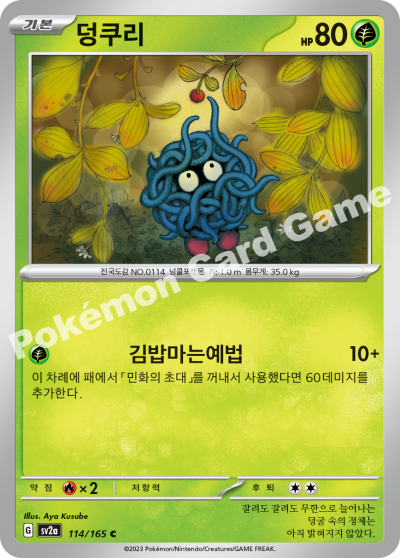 기본 덩쿠리 HP 80
전국도감 NO.0114 넝쿨포켓몬 키: 1.0 m 몸무게: 35.0 kg
Pokémon Card Game
김밥마는예법 10+
이 차례에 패에서 「민화의 초대」를 꺼내서 사용했다면 60데미지를
추가한다.
약점 ×2 저항력 후퇴
Illus. Aya Kusube
G sv2a 114/165 C
잘라도 잘라도 무한으로 늘어나는
덩굴 속의 정체는
아직 밝혀지지 않았다.
©2023 Pokémon/Nintendo/Creatures/GAME FREAK.